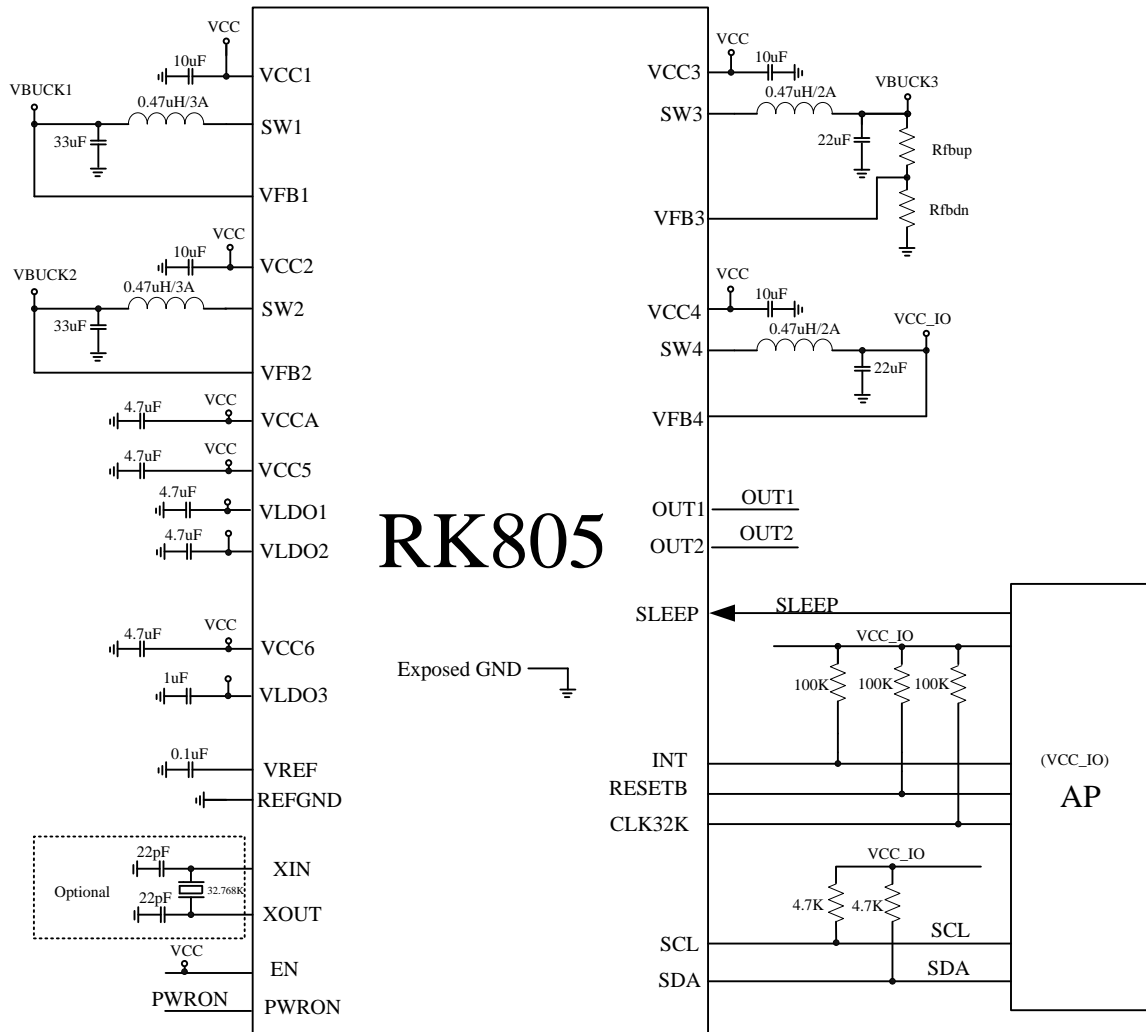 VCC
10uF
VCC1
VBUCK1
0.47uH/3A
SW1
33uF
VFB1
VCC
10uF
VCC2
VBUCK2
0.47uH/3A
SW2
33uF
VFB2
4.7uF
VCC
VCCA
4.7uF
VCC
VCC5
4.7uF
VLDO1
4.7uF
VLDO2
4.7uF
VCC
VCC6
1uF
VLDO3
0.1uF
VREF
REFGND
22pF
XIN
Optional
32.768K
22pF
XOUT
VCC
EN
PWRON
PWRON
RK805
Exposed GND
VCC
10uF
VCC3
0.47uH/2A
VBUCK3
SW3
22uF
Rfbup
Rfbdn
VFB3
VCC
10uF
VCC4
0.47uH/2A
VCC_IO
SW4
22uF
VFB4
OUT1
OUT1
OUT2
OUT2
SLEEP
SLEEP
VCC_IO
100K
100K
100K
INT
RESETB
CLK32K
(VCC_IO)
AP
VCC_IO
4.7K
4.7K
SCL
SCL
SDA
SDA